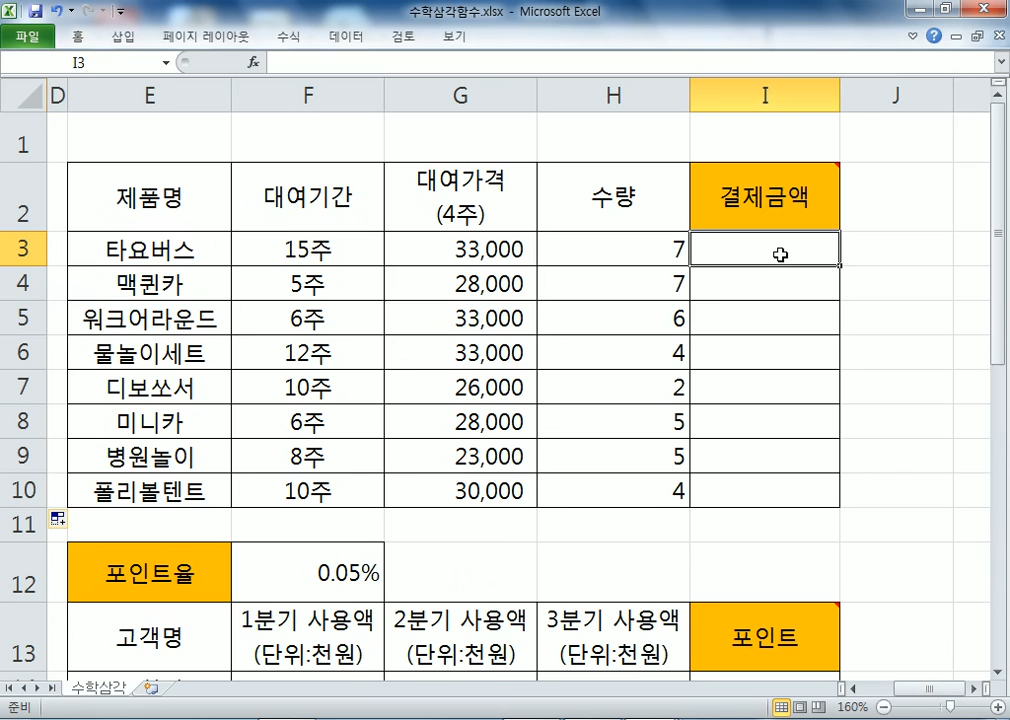 수학삼각함수.xlsx - Microsoft Excel
파일 홈 삽입 페이지 레이아웃 수식 데이터 검토 보기
I3 fx
D E F G H I J
1
2 제품명 대여기간 대여가격 (4주) 수량 결제금액
3 타요버스 15주 33,000 7
4 맥퀸카 5주 28,000 7
5 워크어라운드 6주 33,000 6
6 물놀이세트 12주 33,000 4
7 디보쏘서 10주 26,000 2
8 미니카 6주 28,000 5
9 병원놀이 8주 23,000 5
10 폴리볼텐트 10주 30,000 4
11
12 포인트율 0.05%
13 고객명 1분기 사용액 (단위:천원) 2분기 사용액 (단위:천원) 3분기 사용액 (단위:천원) 포인트
수학삼각
준비 160%